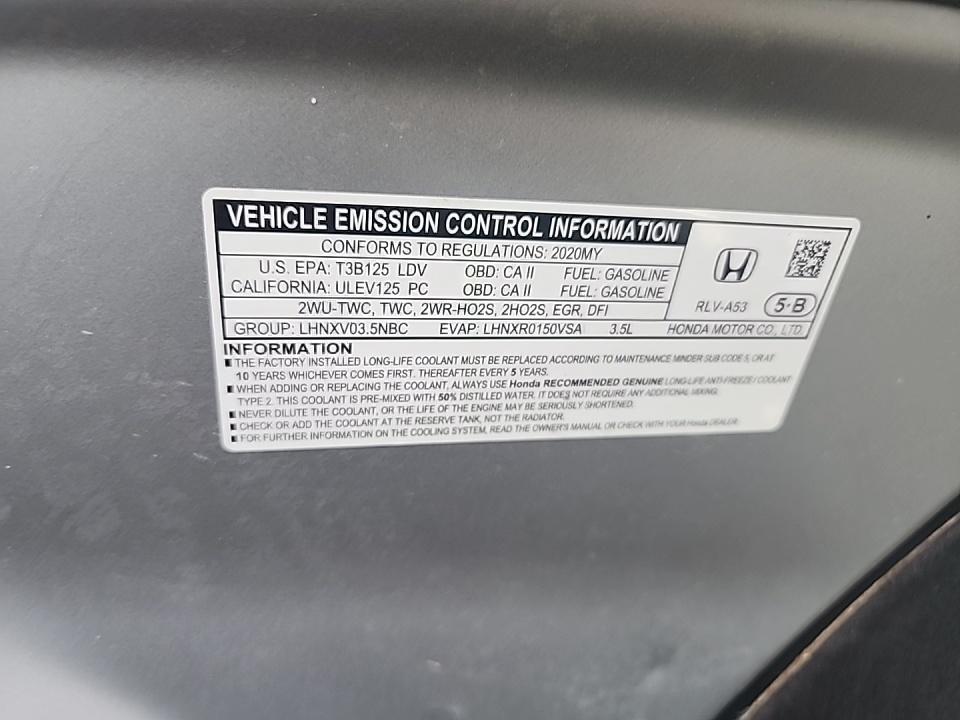 VEHICLE EMISSION CONTROL INFORMATION
CONFORMS TO REGULATIONS: 2020MY
U.S. EPA: T3B125 LDV OBD: CA II FUEL: GASOLINE
CALIFORNIA: ULEV125 PC OBD: CA II FUEL: GASOLINE
2WU-TWC, TWC, 2WR-HO2S, 2HO2S, EGR, DFI
RLV-A53 5-B
GROUP: LHNXV03.5NBC EVAP: LHNXR0150VSA 3.5L HONDA MOTOR CO., LTD.
INFORMATION
■ THE FACTORY INSTALLED LONG-LIFE COOLANT MUST BE REPLACED ACCORDING TO MAINTENANCE MINDER SUB CODE 5, OR AT
10 YEARS WHICHEVER COMES FIRST. THEREAFTER EVERY 5 YEARS.
■ WHEN ADDING OR REPLACING THE COOLANT, ALWAYS USE Honda RECOMMENDED GENUINE LONG-LIFE ANTI-FREEZE / COOLANT
TYPE 2. THIS COOLANT IS PRE-MIXED WITH 50% DISTILLED WATER. IT DOES NOT REQUIRE ANY ADDITIONAL MIXING.
■ NEVER DILUTE THE COOLANT, OR THE LIFE OF THE ENGINE MAY BE SERIOUSLY SHORTENED.
■ CHECK OR ADD THE COOLANT AT THE RESERVE TANK, NOT THE RADIATOR.
■ FOR FURTHER INFORMATION ON THE COOLING SYSTEM, READ THE OWNER'S MANUAL OR CHECK WITH YOUR Honda DEALER.